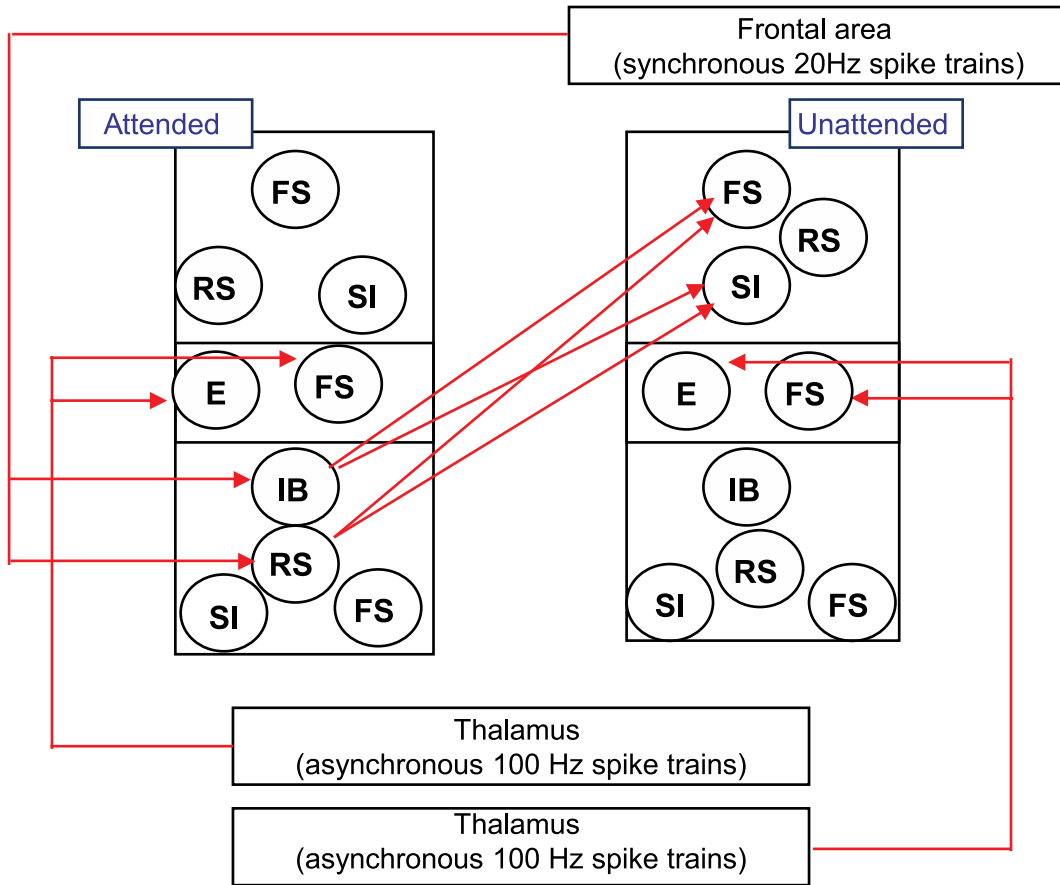 Frontal area
(synchronous 20Hz spike trains)
Attended
Unattended
FS
RS
SI
E
FS
IB
RS
SI
FS
FS
RS
SI
E
FS
IB
RS
SI
FS
Thalamus
(asynchronous 100 Hz spike trains)
Thalamus
(asynchronous 100 Hz spike trains)